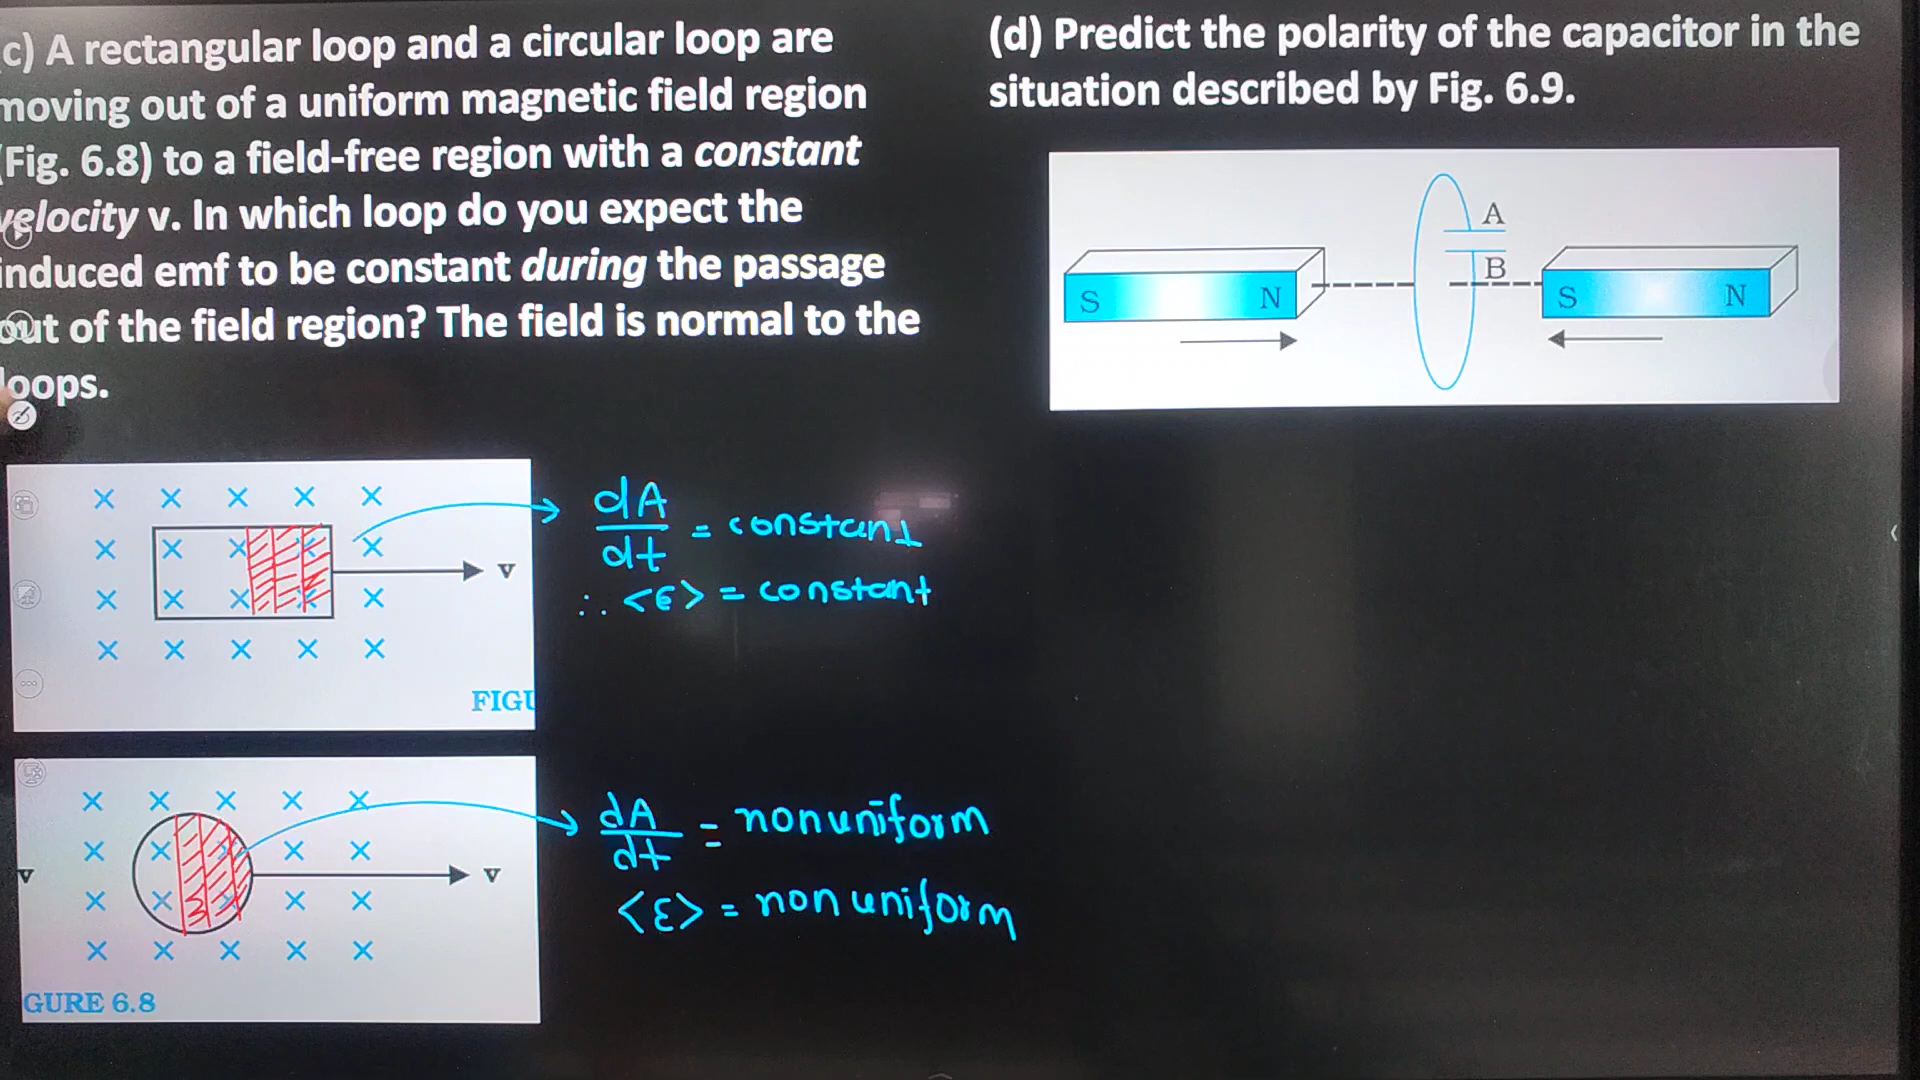 c) A rectangular loop and a circular loop are
moving out of a uniform magnetic field region
(Fig. 6.8) to a field-free region with a constant
velocity v. In which loop do you expect the
induced emf to be constant during the passage
out of the field region? The field is normal to the
loops.
× × × × ×
× × × × ×
v
× × × × ×
× × × × ×
FIGU
dA
dt
= constant
∴ <ε> = constant
× × × × ×
× × × × ×
v
v
× × × × ×
× × × × ×
GURE 6.8
dA
dt
= nonuniform
<ε> = nonuniform
(d) Predict the polarity of the capacitor in the
situation described by Fig. 6.9.
A
B
S N
S N